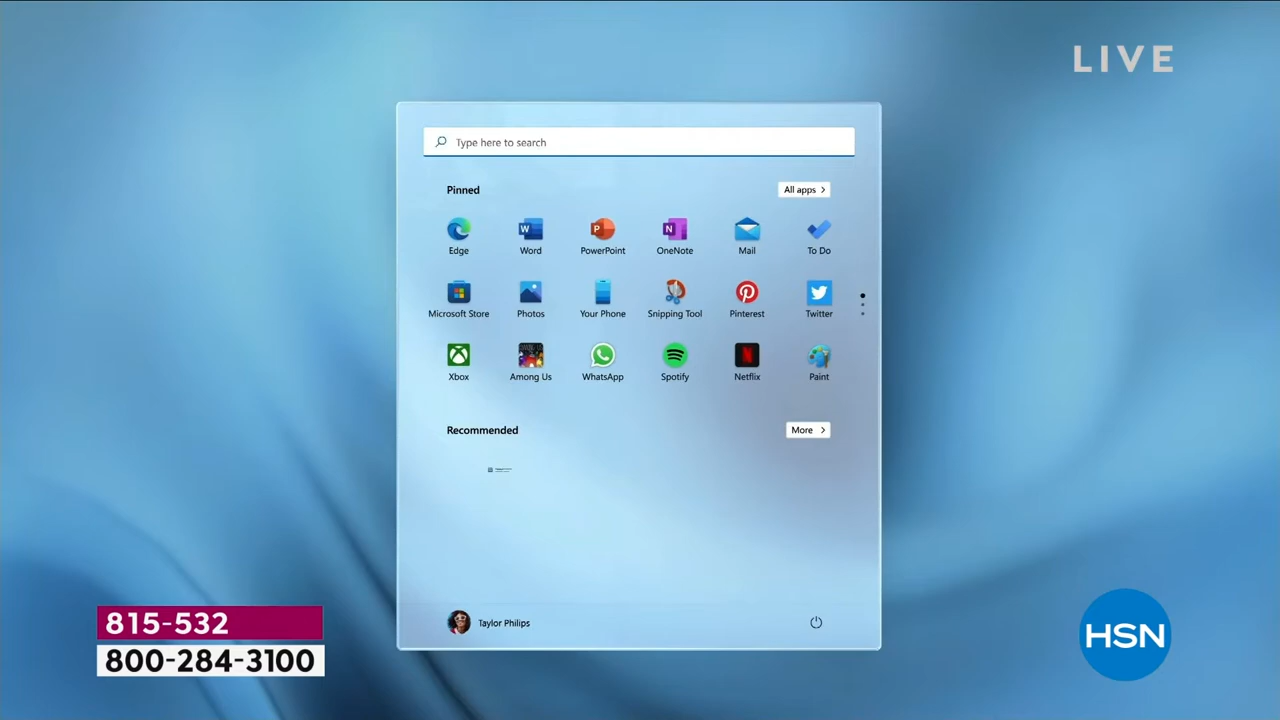 LIVE
Type here to search
Pinned
All apps
Edge
Word
PowerPoint
OneNote
Mail
To Do
Microsoft Store
Photos
Your Phone
Snipping Tool
Pinterest
Twitter
Xbox
Among Us
WhatsApp
Spotify
Netflix
Paint
Recommended
More
Taylor Philips
815-532
800-284-3100
HSN